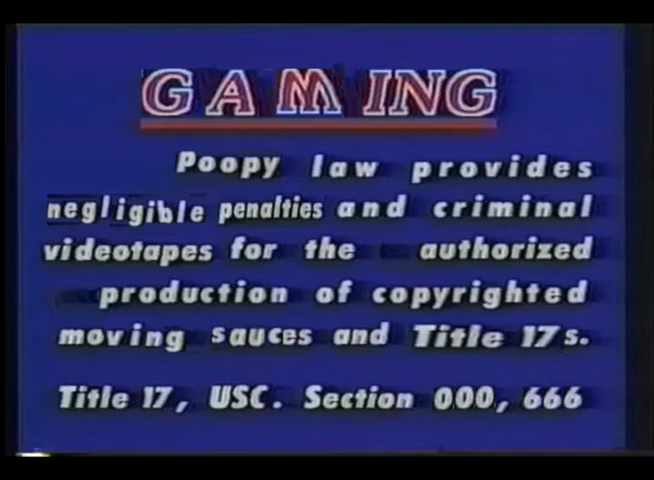 GAMING
Poopy law provides
negligible penalties and criminal
videotapes for the authorized
production of copyrighted
moving sauces and Title 17s.
Title 17, USC. Section 000, 666